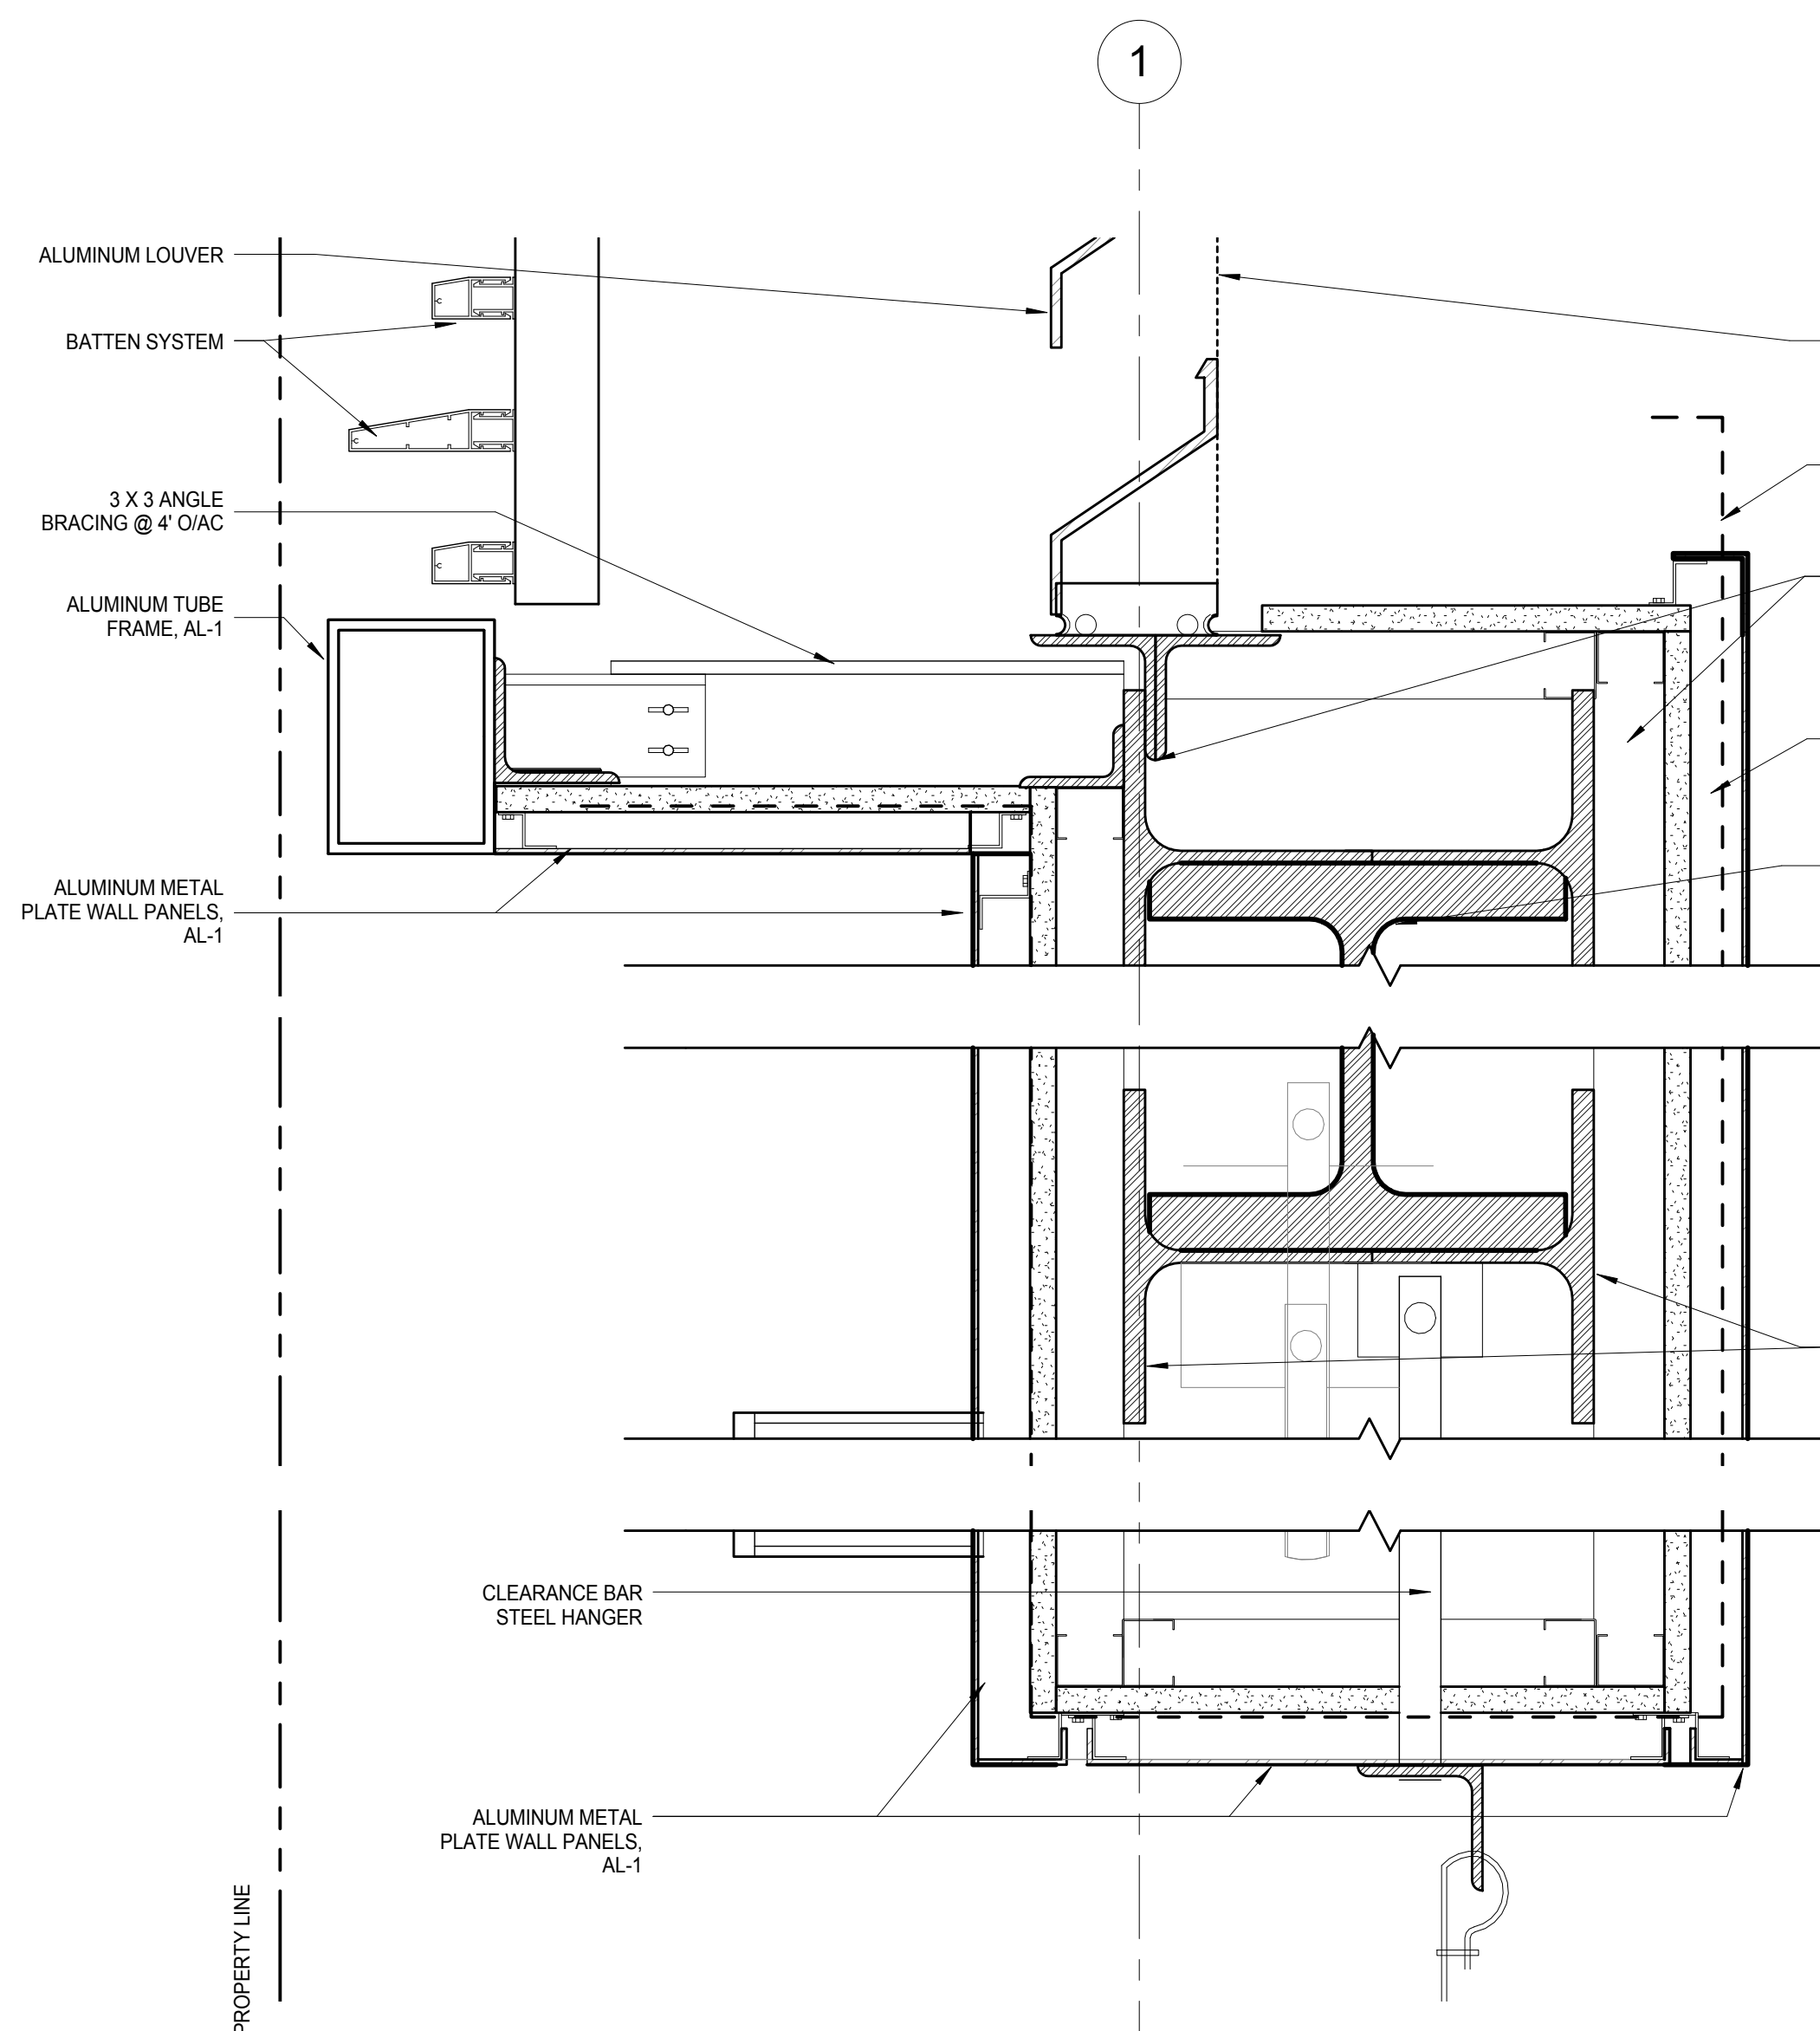 1
ALUMINUM LOUVER
BATTEN SYSTEM
3 X 3 ANGLE
BRACING @ 4' O/AC
ALUMINUM TUBE
FRAME, AL-1
ALUMINUM METAL
PLATE WALL PANELS,
AL-1
CLEARANCE BAR
STEEL HANGER
ALUMINUM METAL
PLATE WALL PANELS,
AL-1
PROPERTY LINE